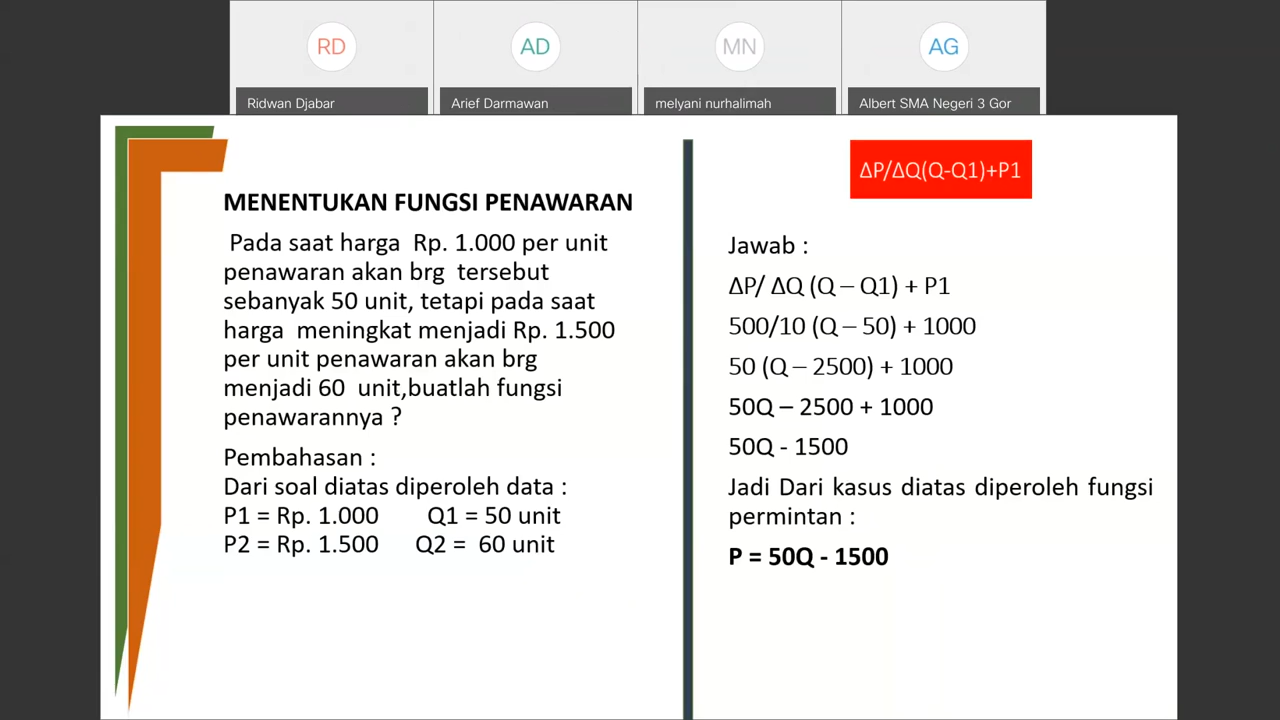 RD
AD
MN
AG
Ridwan Djabar
Arief Darmawan
melyani nurhalimah
Albert SMA Negeri 3 Gor
MENENTUKAN FUNGSI PENAWARAN
Pada saat harga Rp. 1.000 per unit
penawaran akan brg tersebut
sebanyak 50 unit, tetapi pada saat
harga meningkat menjadi Rp. 1.500
per unit penawaran akan brg
menjadi 60 unit,buatlah fungsi
penawarannya ?
Pembahasan :
Dari soal diatas diperoleh data :
P1 = Rp. 1.000 Q1 = 50 unit
P2 = Rp. 1.500 Q2 = 60 unit
ΔP/ΔQ(Q-Q1)+P1
Jawab :
ΔP/ ΔQ (Q – Q1) + P1
500/10 (Q – 50) + 1000
50 (Q – 2500) + 1000
50Q – 2500 + 1000
50Q - 1500
Jadi Dari kasus diatas diperoleh fungsi
permintan :
P = 50Q - 1500